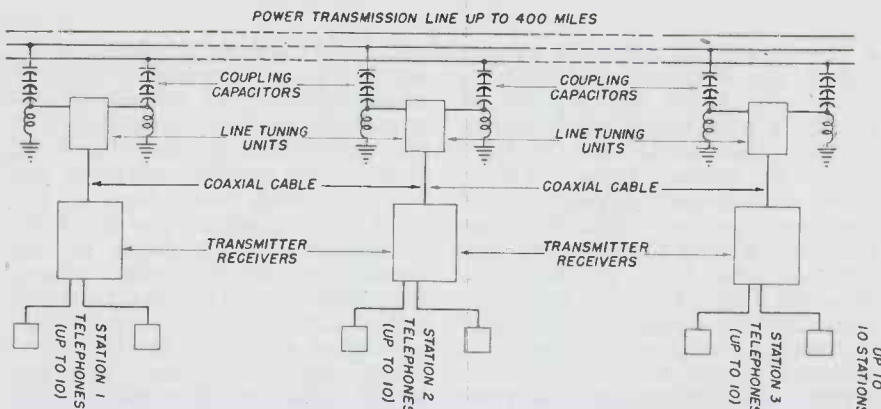 POWER TRANSMISSION LINE UP TO 400 MILES
COUPLING
CAPACITORS
COUPLING
CAPACITORS
LINE TUNING
UNITS
LINE TUNING
UNITS
COAXIAL CABLE
COAXIAL CABLE
TRANSMITTER
RECEIVERS
TRANSMITTER
RECEIVERS
STATION 1
TELEPHONES
(UP TO 10)
STATION 2
TELEPHONES
(UP TO 10)
STATION 3
TELEPHONES
(UP TO 10)
UP TO
10 STATIONS